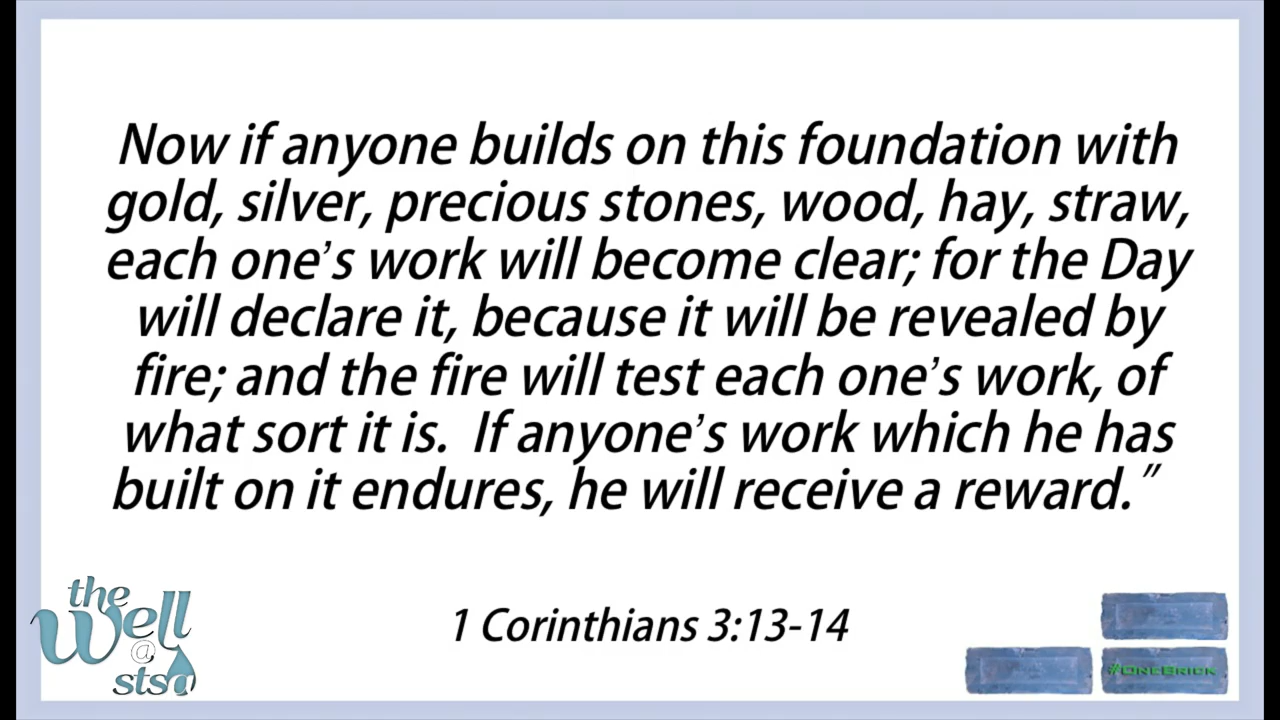 Now if anyone builds on this foundation with
gold, silver, precious stones, wood, hay, straw,
each one’s work will become clear; for the Day
will declare it, because it will be revealed by
fire; and the fire will test each one’s work, of
what sort it is.  If anyone’s work which he has
built on it endures, he will receive a reward.”
1 Corinthians 3:13-14
the
well
@
stsa
#OneBrick